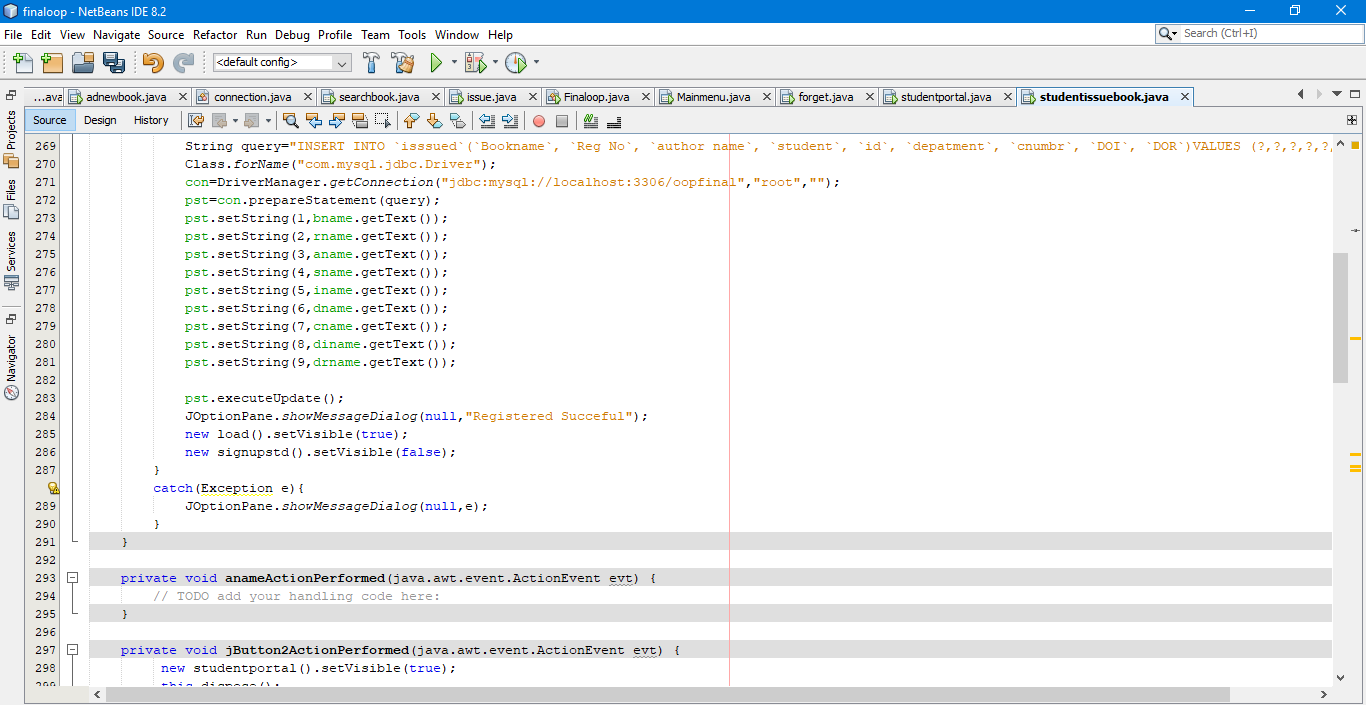 finaloop - NetBeans IDE 8.2
File Edit View Navigate Source Refactor Run Debug Profile Team Tools Window Help
Search (Ctrl+I)
<default config>
...ava adnewbook.java connection.java searchbook.java issue.java Finaloop.java Mainmenu.java forget.java studentportal.java studentissuebook.java
Source Design History
Projects
Files
Services
Navigator
269 String query="INSERT INTO `isssued`(`Bookname`, `Reg No`, `author name`, `student`, `id`, `depatment`, `cnumbr`, `DOI`, `DOR`)VALUES (?,?,?,?,?,
270 Class.forName("com.mysql.jdbc.Driver");
271 con=DriverManager.getConnection("jdbc:mysql://localhost:3306/oopfinal","root","");
272 pst=con.prepareStatement(query);
273 pst.setString(1,bname.getText());
274 pst.setString(2,rname.getText());
275 pst.setString(3,aname.getText());
276 pst.setString(4,sname.getText());
277 pst.setString(5,iname.getText());
278 pst.setString(6,dname.getText());
279 pst.setString(7,cname.getText());
280 pst.setString(8,diname.getText());
281 pst.setString(9,drname.getText());
282
283 pst.executeUpdate();
284 JOptionPane.showMessageDialog(null,"Registered Succeful");
285 new load().setVisible(true);
286 new signupstd().setVisible(false);
287 }
catch(Exception e){
289 JOptionPane.showMessageDialog(null,e);
290 }
291 }
292
293 private void anameActionPerformed(java.awt.event.ActionEvent evt) {
294 // TODO add your handling code here:
295 }
296
297 private void jButton2ActionPerformed(java.awt.event.ActionEvent evt) {
298 new studentportal().setVisible(true);
299 this.dispose();